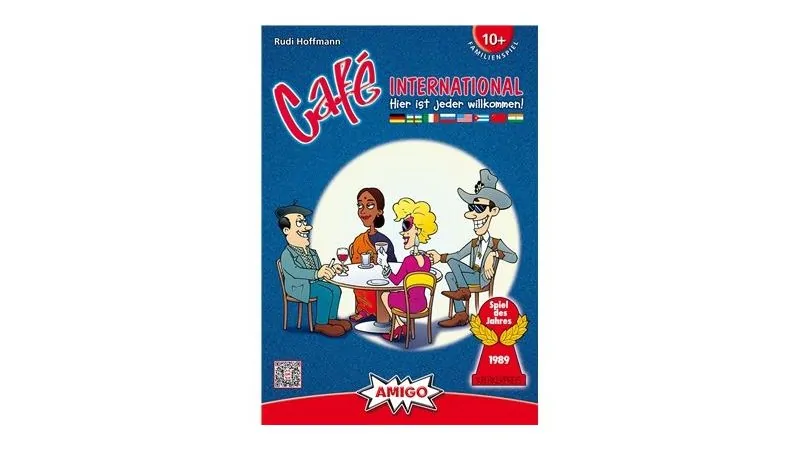 Rudi Hoffmann
10+
FAMILIENSPIEL
Café
INTERNATIONAL
Hier ist jeder willkommen!
Spiel
des
Jahres
1989
AMIGO